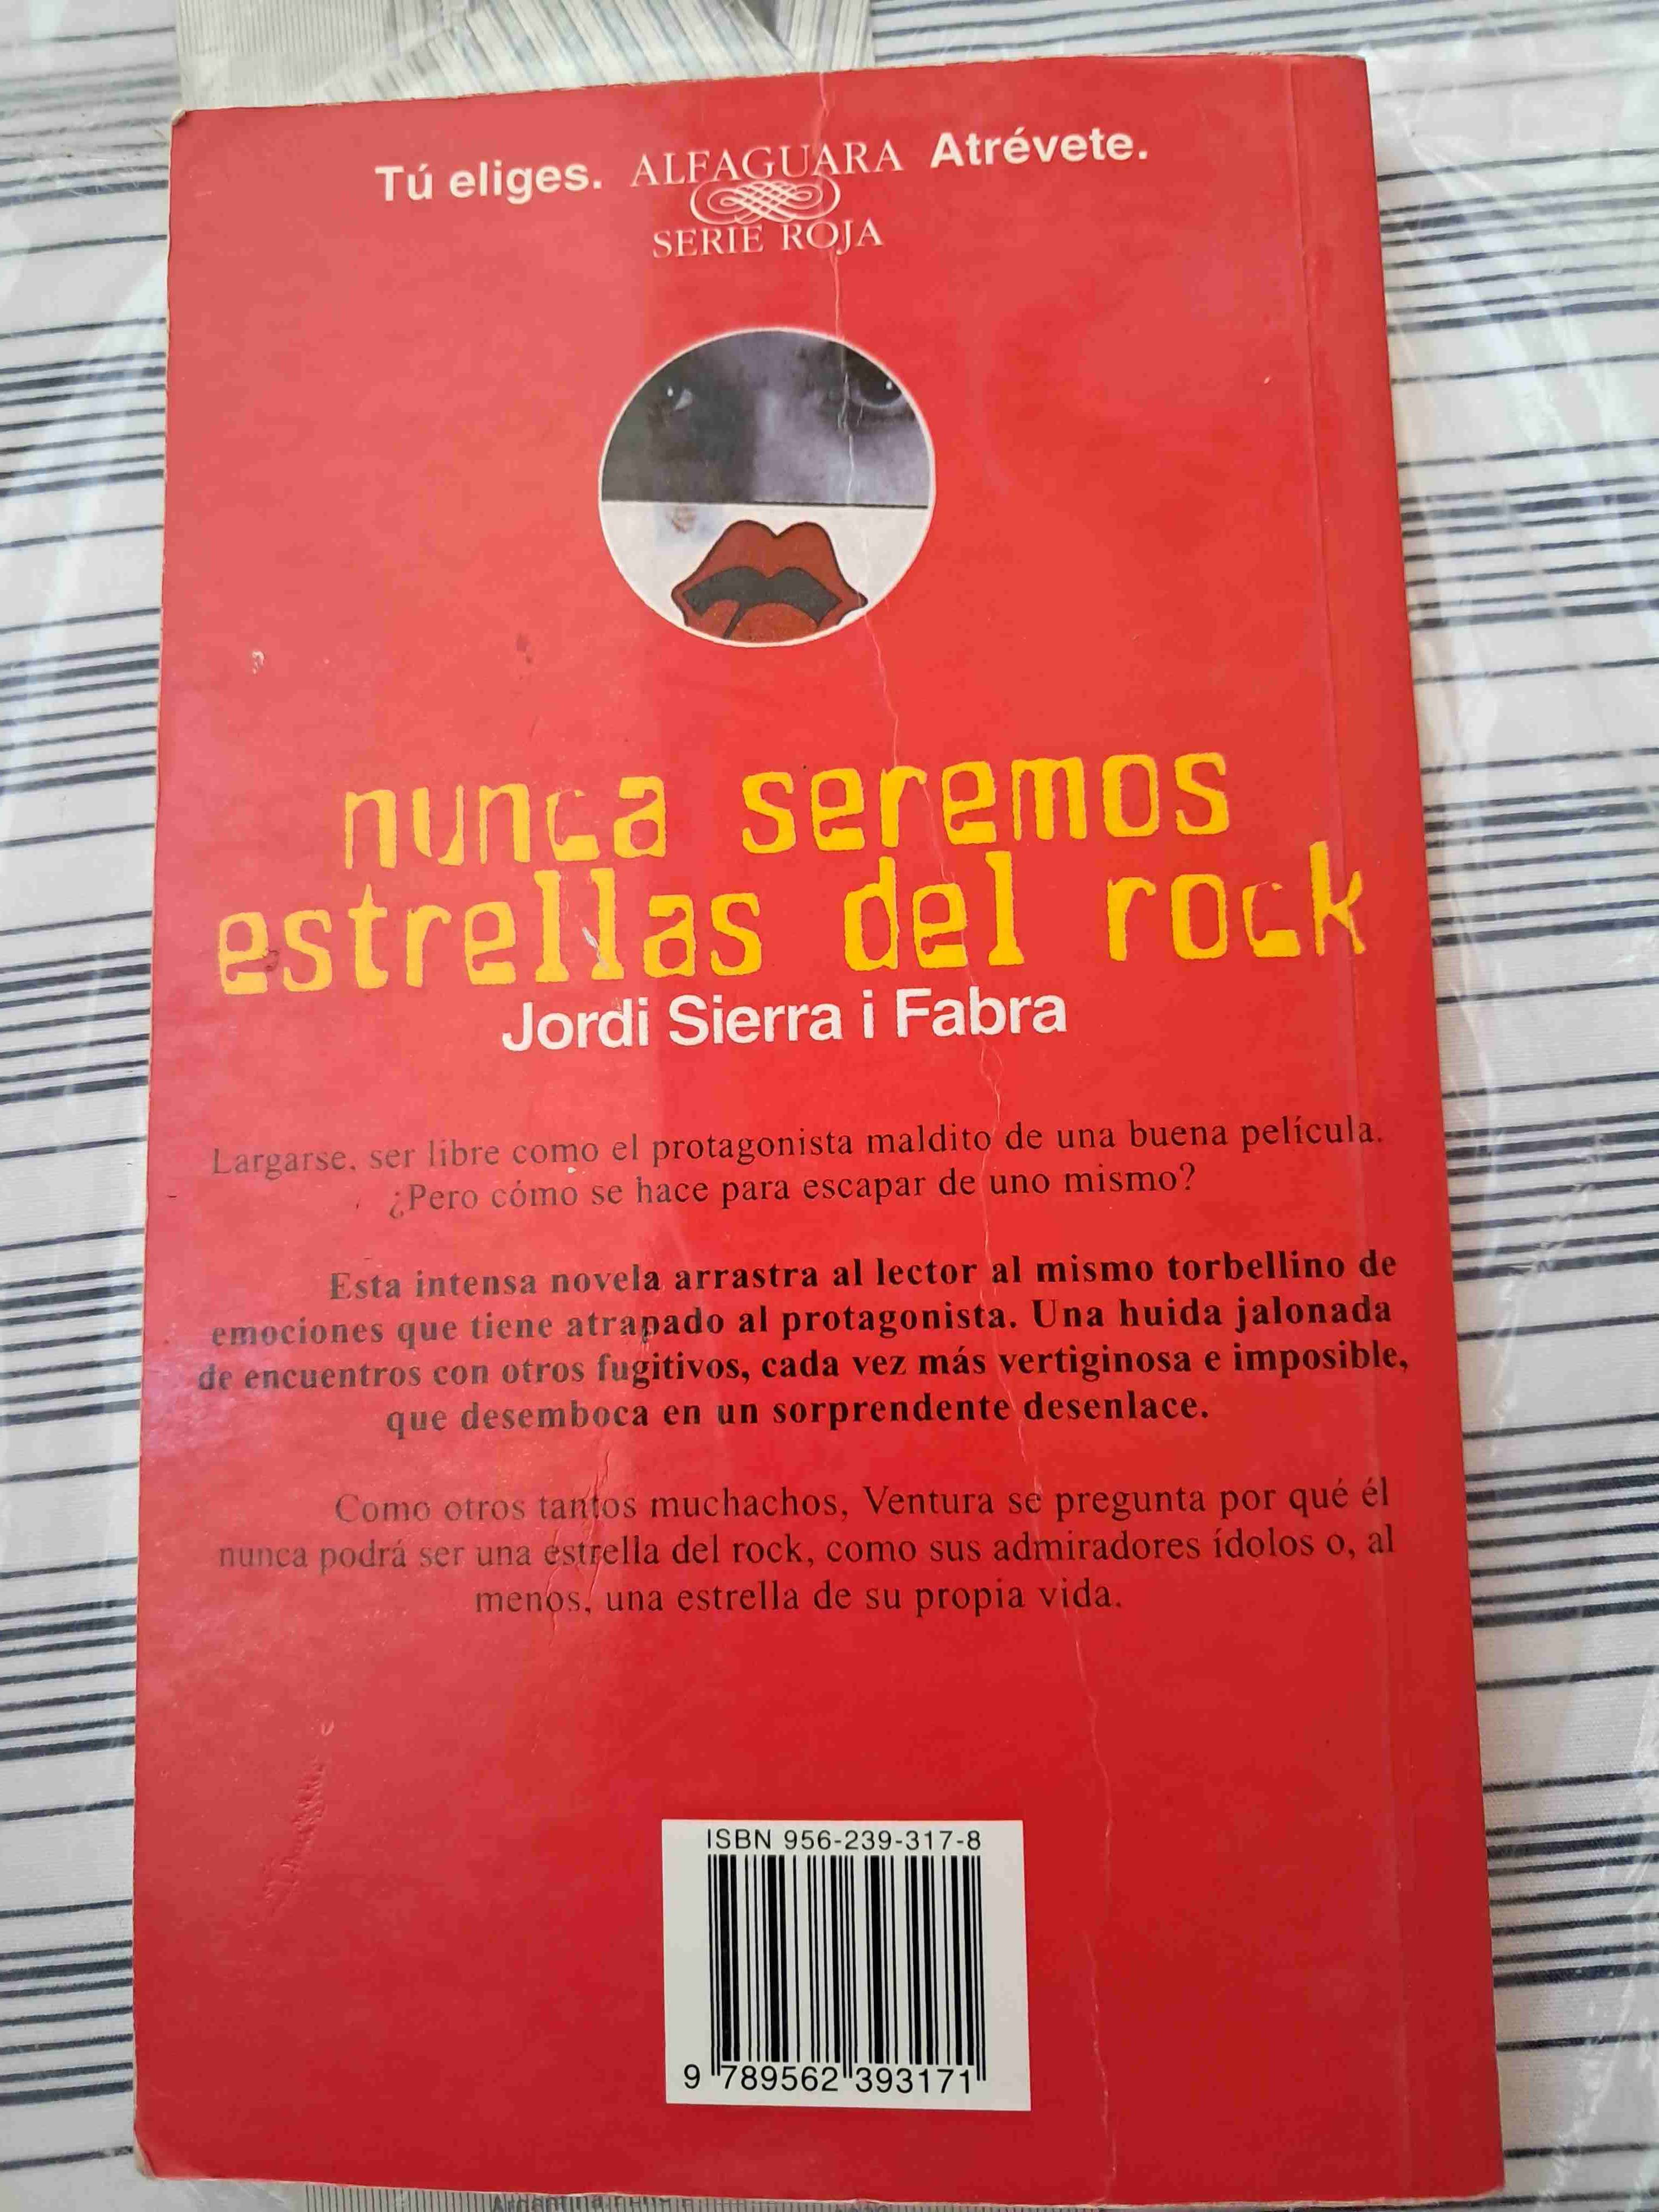 Tú eliges. ALFAGUARA Atrévete.
SERIE ROJA
nunca seremos
estrellas del rock
Jordi Sierra i Fabra
Largarse, ser libre como el protagonista maldito de una buena película.
¿Pero cómo se hace para escapar de uno mismo?
Esta intensa novela arrastra al lector al mismo torbellino de
emociones que tiene atrapado al protagonista. Una huida jalonada
de encuentros con otros fugitivos, cada vez más vertiginosa e imposible,
que desemboca en un sorprendente desenlace.
Como otros tantos muchachos, Ventura se pregunta por qué él
nunca podrá ser una estrella del rock, como sus admiradores ídolos o, al
menos, una estrella de su propia vida.
ISBN 956-239-317-8
9 789562 393171